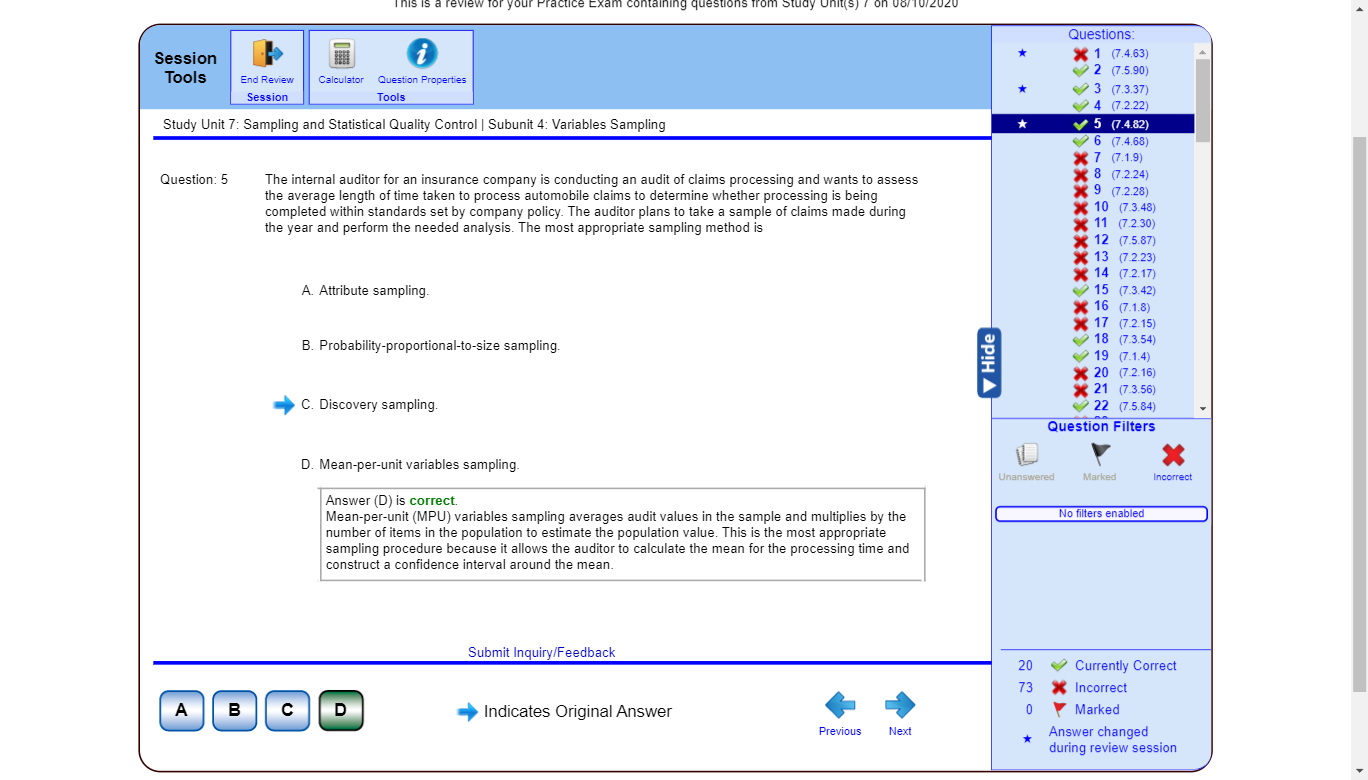 This is a review for your Practice Exam containing questions from Study Unit(s) 7 on 08/10/2020
Session
Tools
End Review
Session
Calculator
Question Properties
Tools
Study Unit 7: Sampling and Statistical Quality Control | Subunit 4: Variables Sampling
Question: 5
The internal auditor for an insurance company is conducting an audit of claims processing and wants to assess
the average length of time taken to process automobile claims to determine whether processing is being
completed within standards set by company policy. The auditor plans to take a sample of claims made during
the year and perform the needed analysis. The most appropriate sampling method is
A. Attribute sampling.
B. Probability-proportional-to-size sampling.
C. Discovery sampling.
D. Mean-per-unit variables sampling.
Answer (D) is correct.
Mean-per-unit (MPU) variables sampling averages audit values in the sample and multiplies by the
number of items in the population to estimate the population value. This is the most appropriate
sampling procedure because it allows the auditor to calculate the mean for the processing time and
construct a confidence interval around the mean.
Submit Inquiry/Feedback
A B C D
Indicates Original Answer
Previous
Next
Questions:
1 (7.4.63)
2 (7.5.90)
3 (7.3.37)
4 (7.2.22)
5 (7.4.82)
6 (7.4.68)
7 (7.1.9)
8 (7.2.24)
9 (7.2.28)
10 (7.3.48)
11 (7.2.30)
12 (7.5.87)
13 (7.2.23)
14 (7.2.17)
15 (7.3.42)
16 (7.1.8)
17 (7.2.15)
18 (7.3.54)
19 (7.1.4)
20 (7.2.16)
21 (7.3.56)
22 (7.5.84)
Hide
Question Filters
Unanswered
Marked
Incorrect
No filters enabled
20 Currently Correct
73 Incorrect
0 Marked
Answer changed
during review session